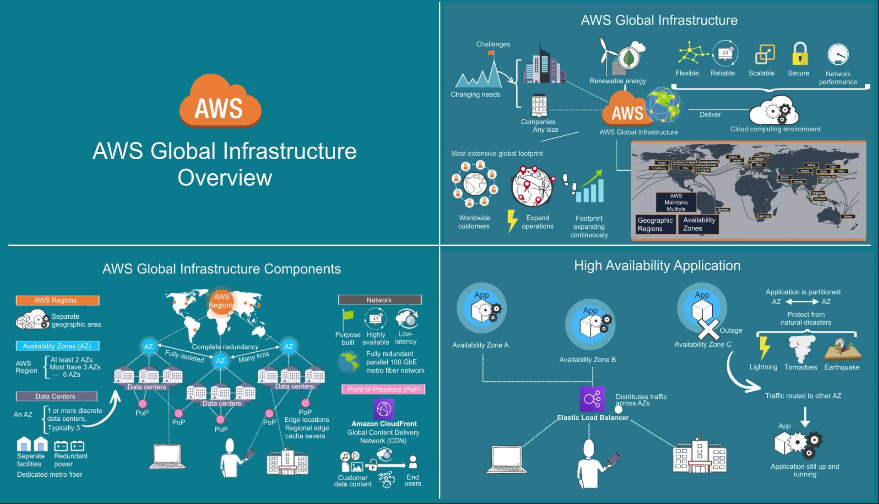 AWS
AWS Global Infrastructure
Overview
AWS Global Infrastructure
Challenges
Changing needs
Companies
Any size
Renewable energy
AWS
AWS Global Infrastructure
Flexible
Reliable
Scalable
Secure
Network
performance
Deliver
Cloud computing environment
Most extensive global footprint
Worldwide
customers
Expand
operations
Footprint
expanding
continuously
AWS
Maintains
Multiple
Geographic
Regions
Availability
Zones
AWS Global Infrastructure Components
AWS Regions
Separate
geographic area
Availability Zones (AZ)
AWS
Region
At least 2 AZs
Most have 3 AZs
6 AZs
Data Centers
An AZ
1 or more discrete
data centers,
Typically 3
Separate
facilities
Redundant
power
Dedicated metro fiber
AWS
Regions
AZ
AZ
AZ
Complete redundancy
Fully isolated
Many kms
Data centers
Data centers
Data centers
PoP
PoP
PoP
PoP
Edge locations
Regional edge
cache severs
Network
Purpose
built
Highly
available
Low-
latency
Fully redundant
parallel 100 GbE
metro fiber network
Point of Presence (PoP)
Amazon CloudFront
Global Content Delivery
Network (CDN)
Customer
data content
End
users
High Availability Application
App
Availability Zone A
App
Availability Zone B
App
Outage
Availability Zone C
Application is partitioned
AZ
AZ
Protect from
natural disasters
Lightning
Tornadoes
Earthquake
Traffic routed to other AZ
App
Application still up and
running
Distributes traffic
across AZs
Elastic Load Balancer